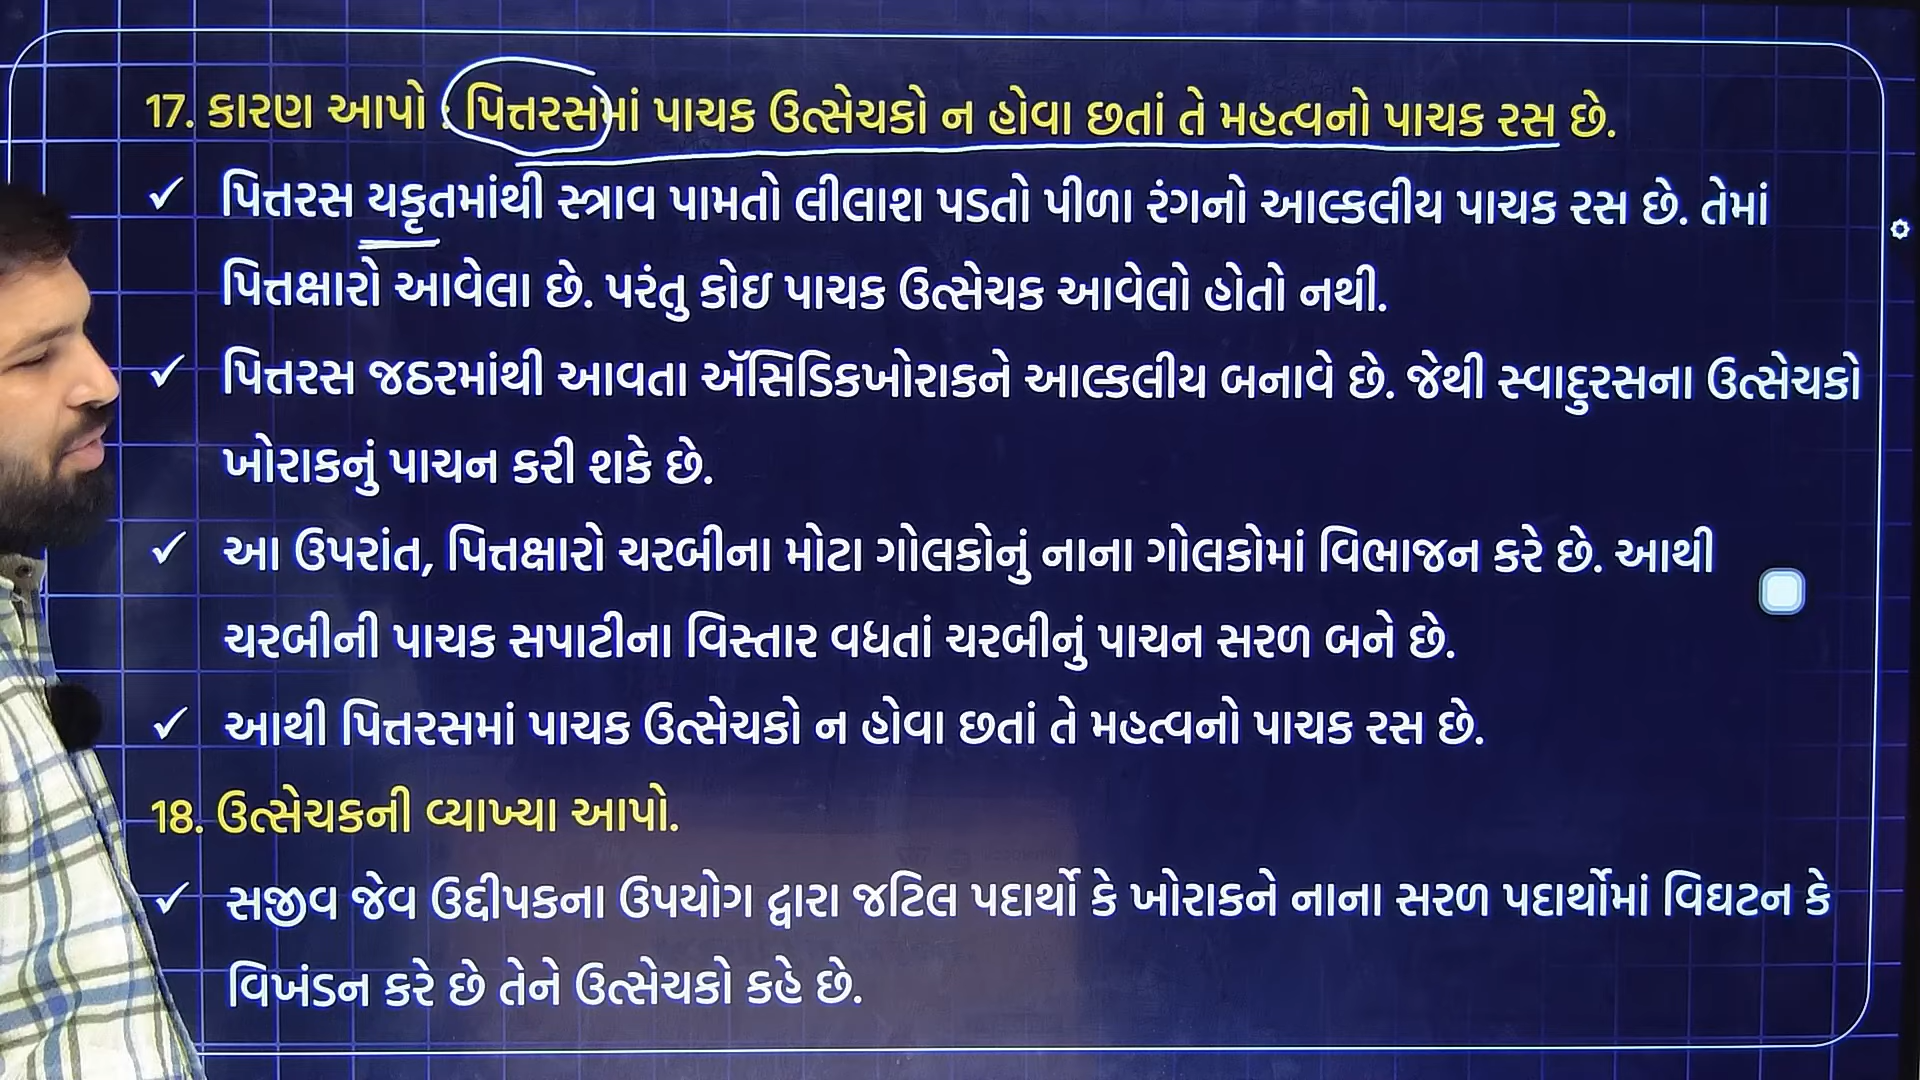 17. કારણ આપો : પિત્તરસમાં પાચક ઉત્સેચકો ન હોવા છતાં તે મહત્વનો પાચક રસ છે.
✓ પિત્તરસ યકૃતમાંથી સ્ત્રાવ પામતો લીલાશ પડતો પીળા રંગનો આલ્કલીય પાચક રસ છે. તેમાં
પિત્તક્ષારો આવેલા છે. પરંતુ કોઇ પાચક ઉત્સેચક આવેલો હોતો નથી.
✓ પિત્તરસ જઠરમાંથી આવતા ઍસિડિકખોરાકને આલ્કલીય બનાવે છે. જેથી સ્વાદુરસના ઉત્સેચકો
ખોરાકનું પાચન કરી શકે છે.
✓ આ ઉપરાંત, પિત્તક્ષારો ચરબીના મોટા ગોલકોનું નાના ગોલકોમાં વિભાજન કરે છે. આથી
ચરબીની પાચક સપાટીના વિસ્તાર વધતાં ચરબીનું પાચન સરળ બને છે.
✓ આથી પિત્તરસમાં પાચક ઉત્સેચકો ન હોવા છતાં તે મહત્વનો પાચક રસ છે.
18. ઉત્સેચકની વ્યાખ્યા આપો.
✓ સજીવ જેવ ઉદ્દીપકના ઉપયોગ દ્વારા જટિલ પદાર્થો કે ખોરાકને નાના સરળ પદાર્થોમાં વિઘટન કે
વિખંડન કરે છે તેને ઉત્સેચકો કહે છે.